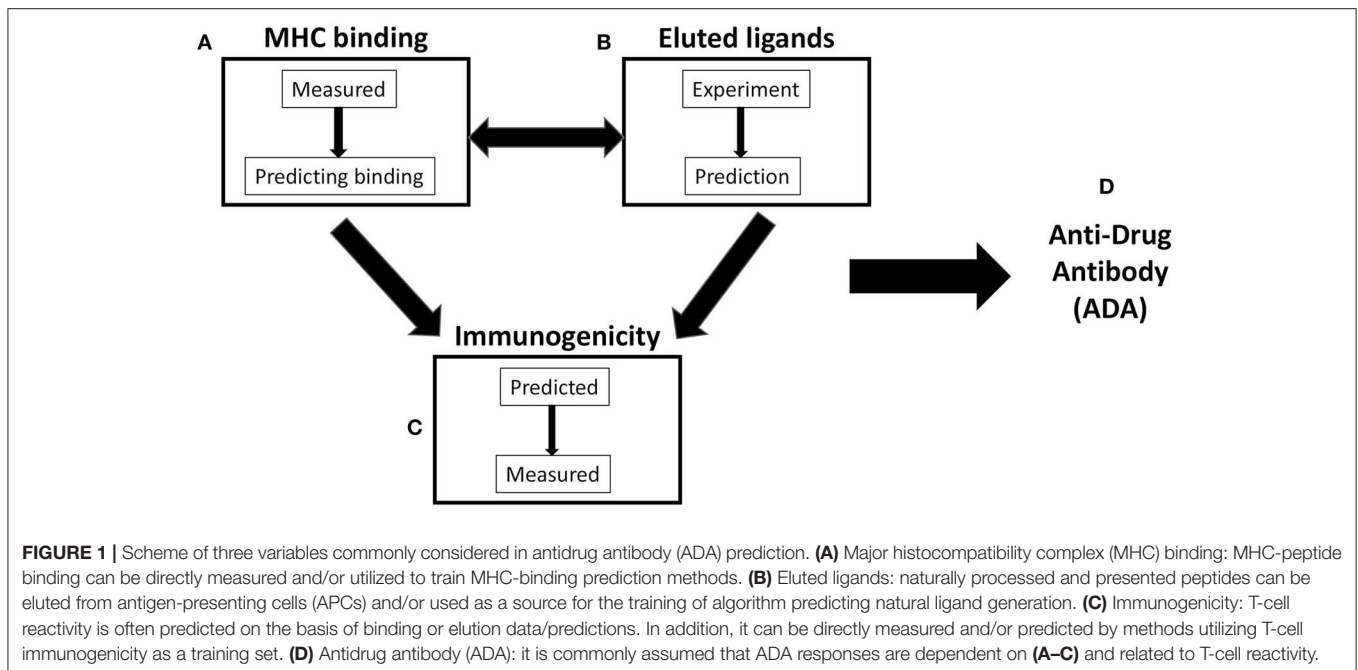 A
MHC binding
Measured
Predicting binding
B
Eluted ligands
Experiment
Prediction
D
Anti-Drug
Antibody
(ADA)
Immunogenicity
C
Predicted
Measured
FIGURE 1 | Scheme of three variables commonly considered in antidrug antibody (ADA) prediction. (A) Major histocompatibility complex (MHC) binding: MHC-peptide
binding can be directly measured and/or utilized to train MHC-binding prediction methods. (B) Eluted ligands: naturally processed and presented peptides can be
eluted from antigen-presenting cells (APCs) and/or used as a source for the training of algorithm predicting natural ligand generation. (C) Immunogenicity: T-cell
reactivity is often predicted on the basis of binding or elution data/predictions. In addition, it can be directly measured and/or predicted by methods utilizing T-cell
immunogenicity as a training set. (D) Antidrug antibody (ADA): it is commonly assumed that ADA responses are dependent on (A–C) and related to T-cell reactivity.